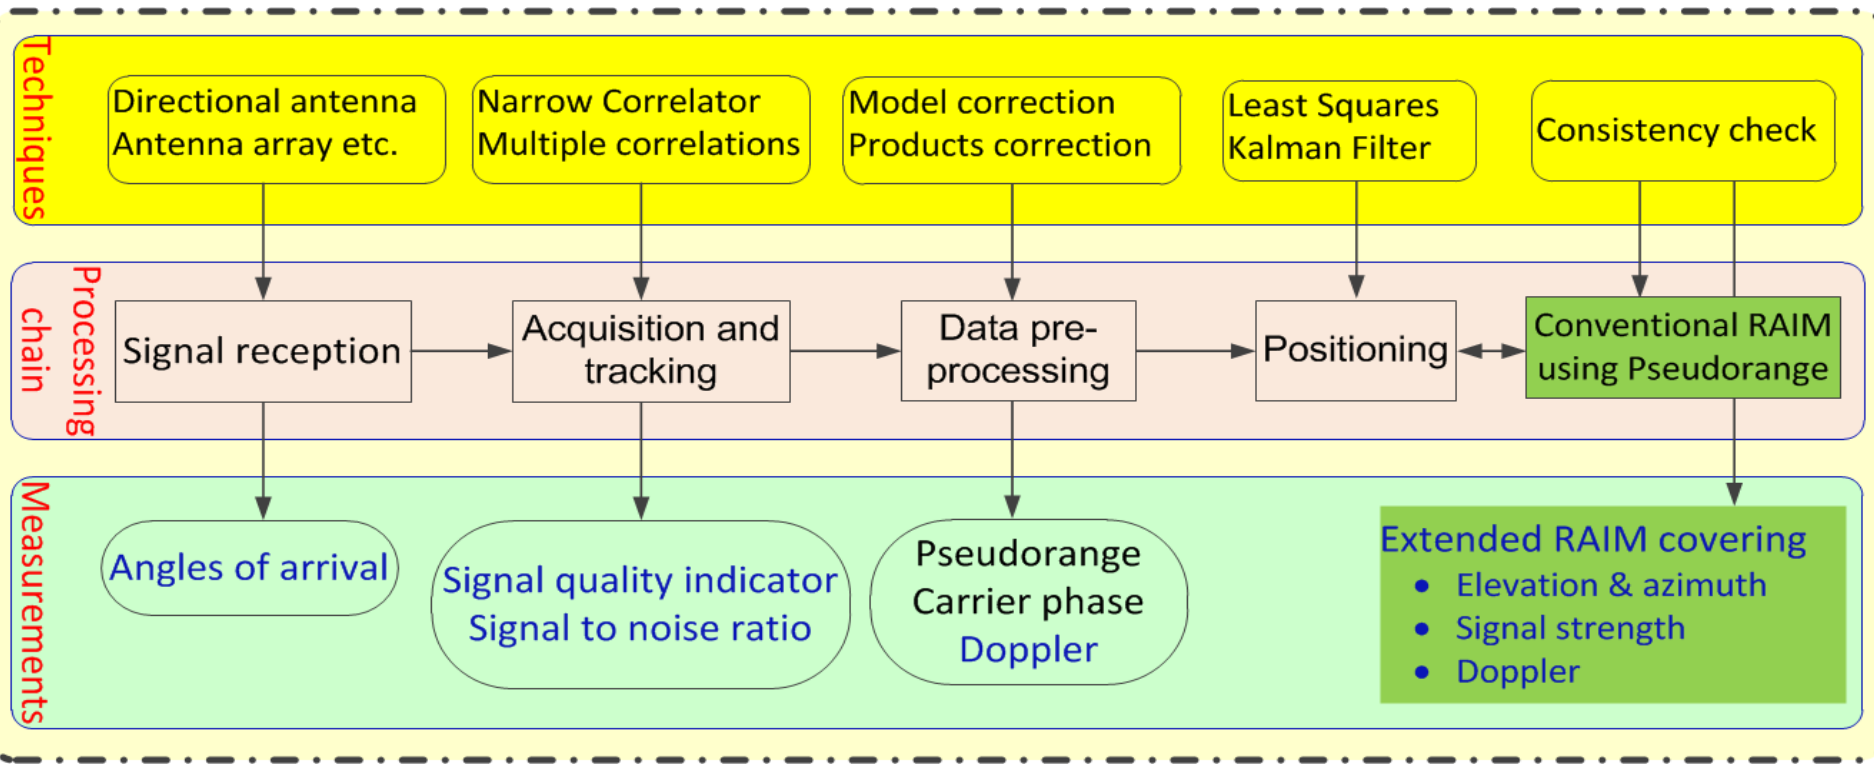 Techniques
Directional antenna
Antenna array etc.
Narrow Correlator
Multiple correlations
Model correction
Products correction
Least Squares
Kalman Filter
Consistency check
Processing
chain
Signal reception
Acquisition and
tracking
Data pre-
processing
Positioning
Conventional RAIM
using Pseudorange
Measurements
Angles of arrival
Signal quality indicator
Signal to noise ratio
Pseudorange
Carrier phase
Doppler
Extended RAIM covering
• Elevation & azimuth
• Signal strength
• Doppler